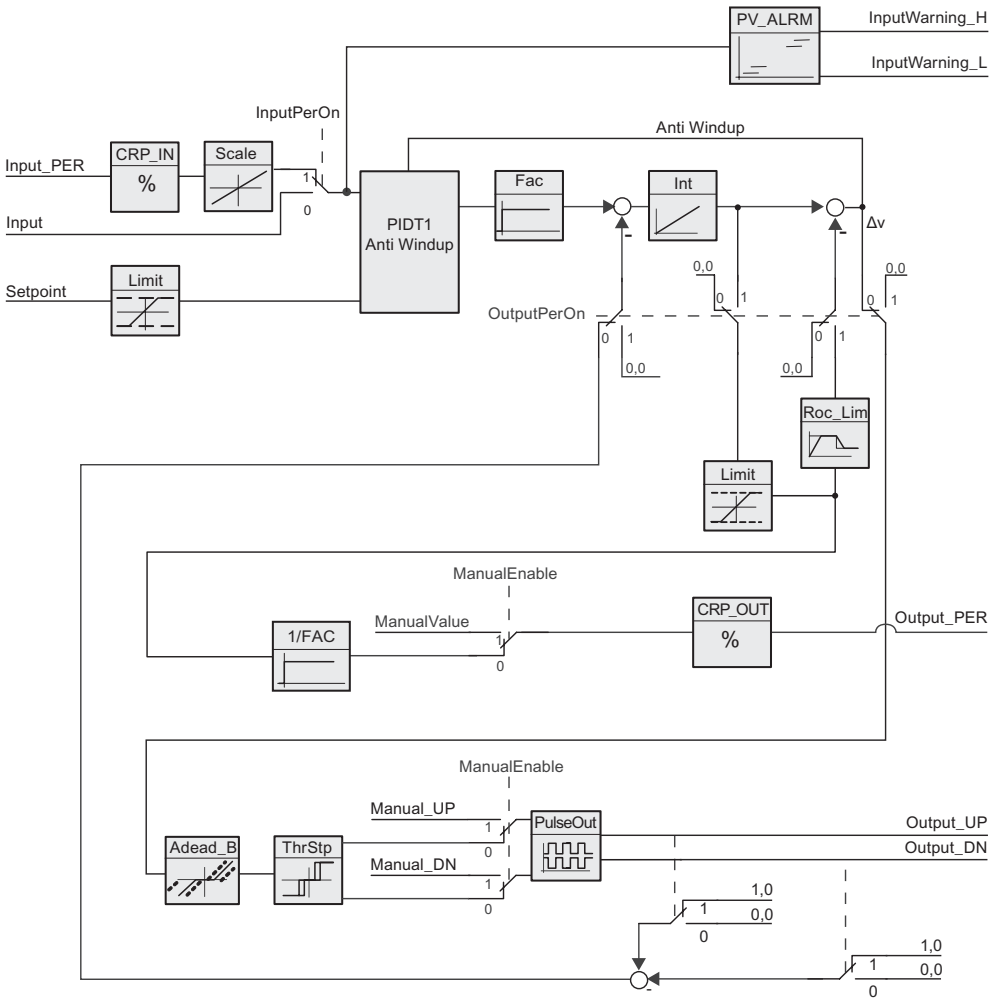 PV_ALRM
InputWarning_H
InputWarning_L
InputPerOn
Anti Windup
Input_PER
CRP_IN
%
Scale
1
0
Input
PIDT1
Anti Windup
Fac
Int
-
-
Δv
Setpoint
Limit
0,0
0,0
0
1
0
1
OutputPerOn
0
1
0
1
0,0
0,0
Roc_Lim
Limit
ManualEnable
ManualValue
1
0
1/FAC
CRP_OUT
%
Output_PER
ManualEnable
Manual_UP
1
0
PulseOut
Output_UP
Output_DN
Adead_B
ThrStp
Manual_DN
1
0
1,0
1
0,0
0
1,0
1
0,0
0
-